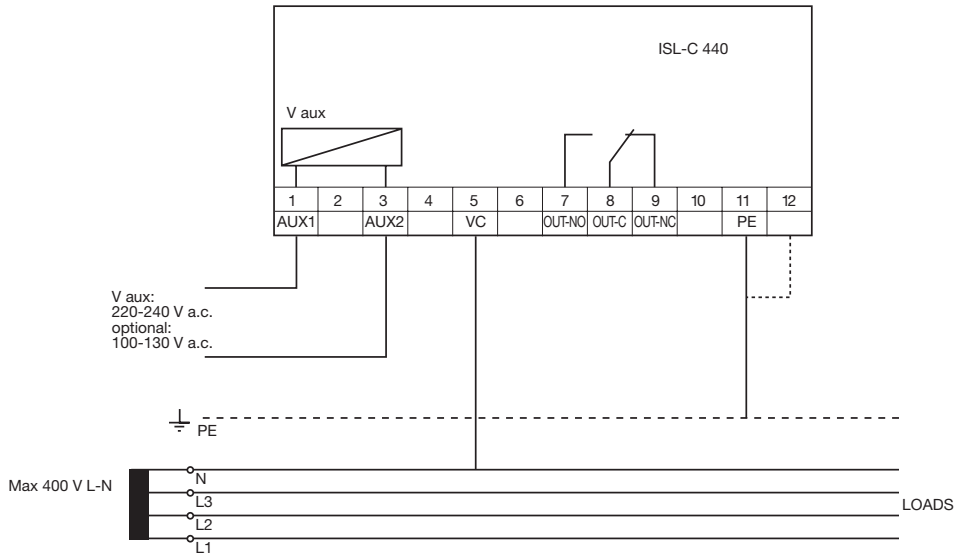 ISL-C 440
V aux
1 2 3 4 5 6 7 8 9 10 11 12
AUX1 AUX2 VC OUT-NO OUT-C OUT-NC PE
V aux:
220-240 V a.c.
optional:
100-130 V a.c.
PE
Max 400 V L-N
N
L3
LOADS
L2
L1